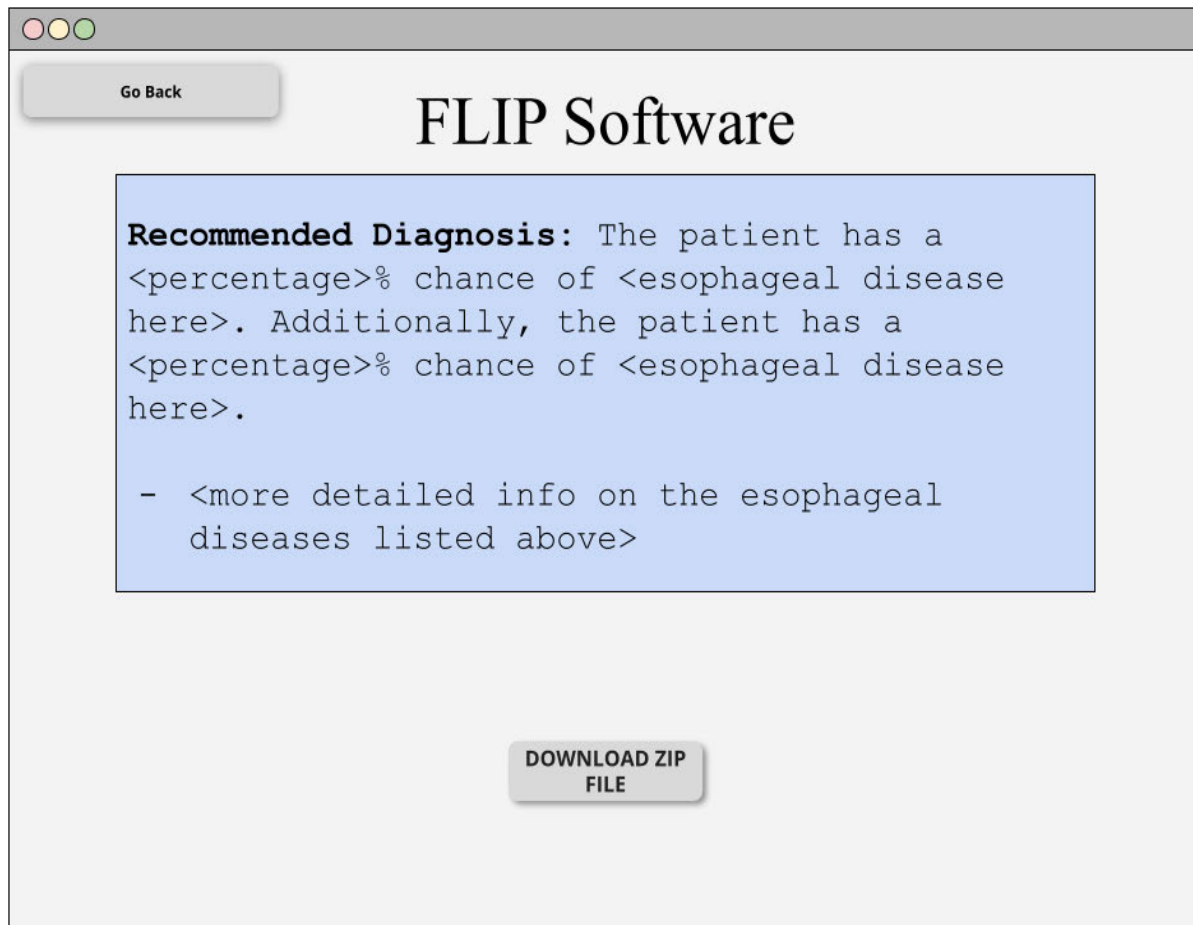 Go Back
FLIP Software
Recommended Diagnosis: The patient has a
<percentage>% chance of <esophageal disease
here>. Additionally, the patient has a
<percentage>% chance of <esophageal disease
here>.
- <more detailed info on the esophageal
diseases listed above>
DOWNLOAD ZIP
FILE